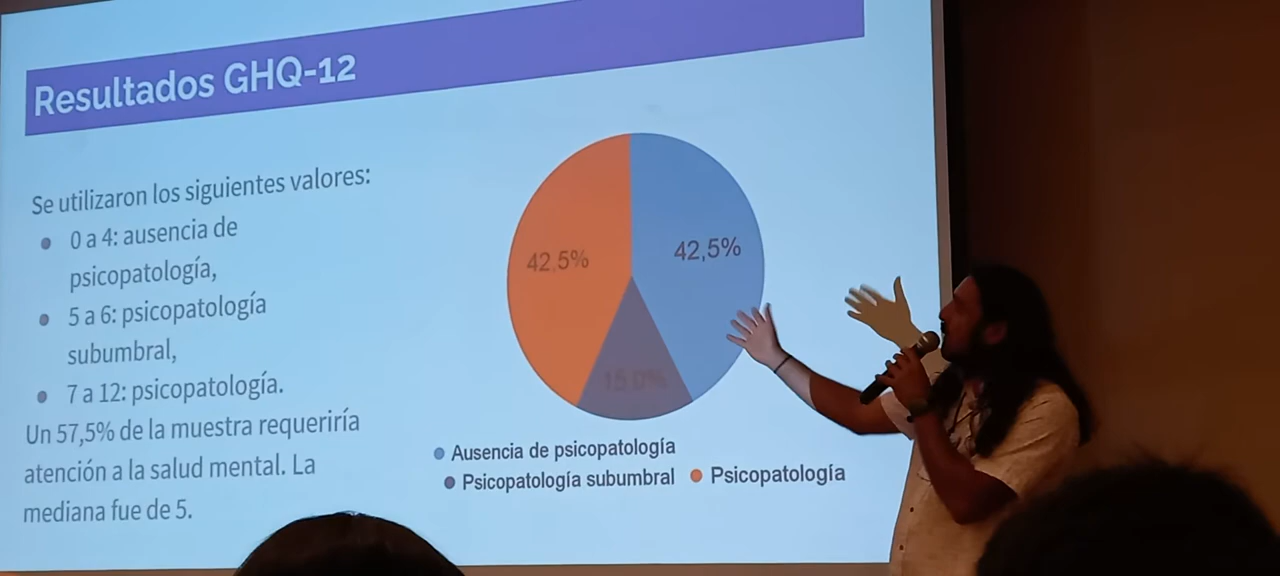 Resultados GHQ-12
Se utilizaron los siguientes valores:
0 a 4: ausencia de
psicopatología,
5 a 6: psicopatología
subumbral,
7 a 12: psicopatología.
Un 57,5% de la muestra requeriría
atención a la salud mental. La
mediana fue de 5.
42,5%
42,5%
15,0%
Ausencia de psicopatología
Psicopatología subumbral
Psicopatología